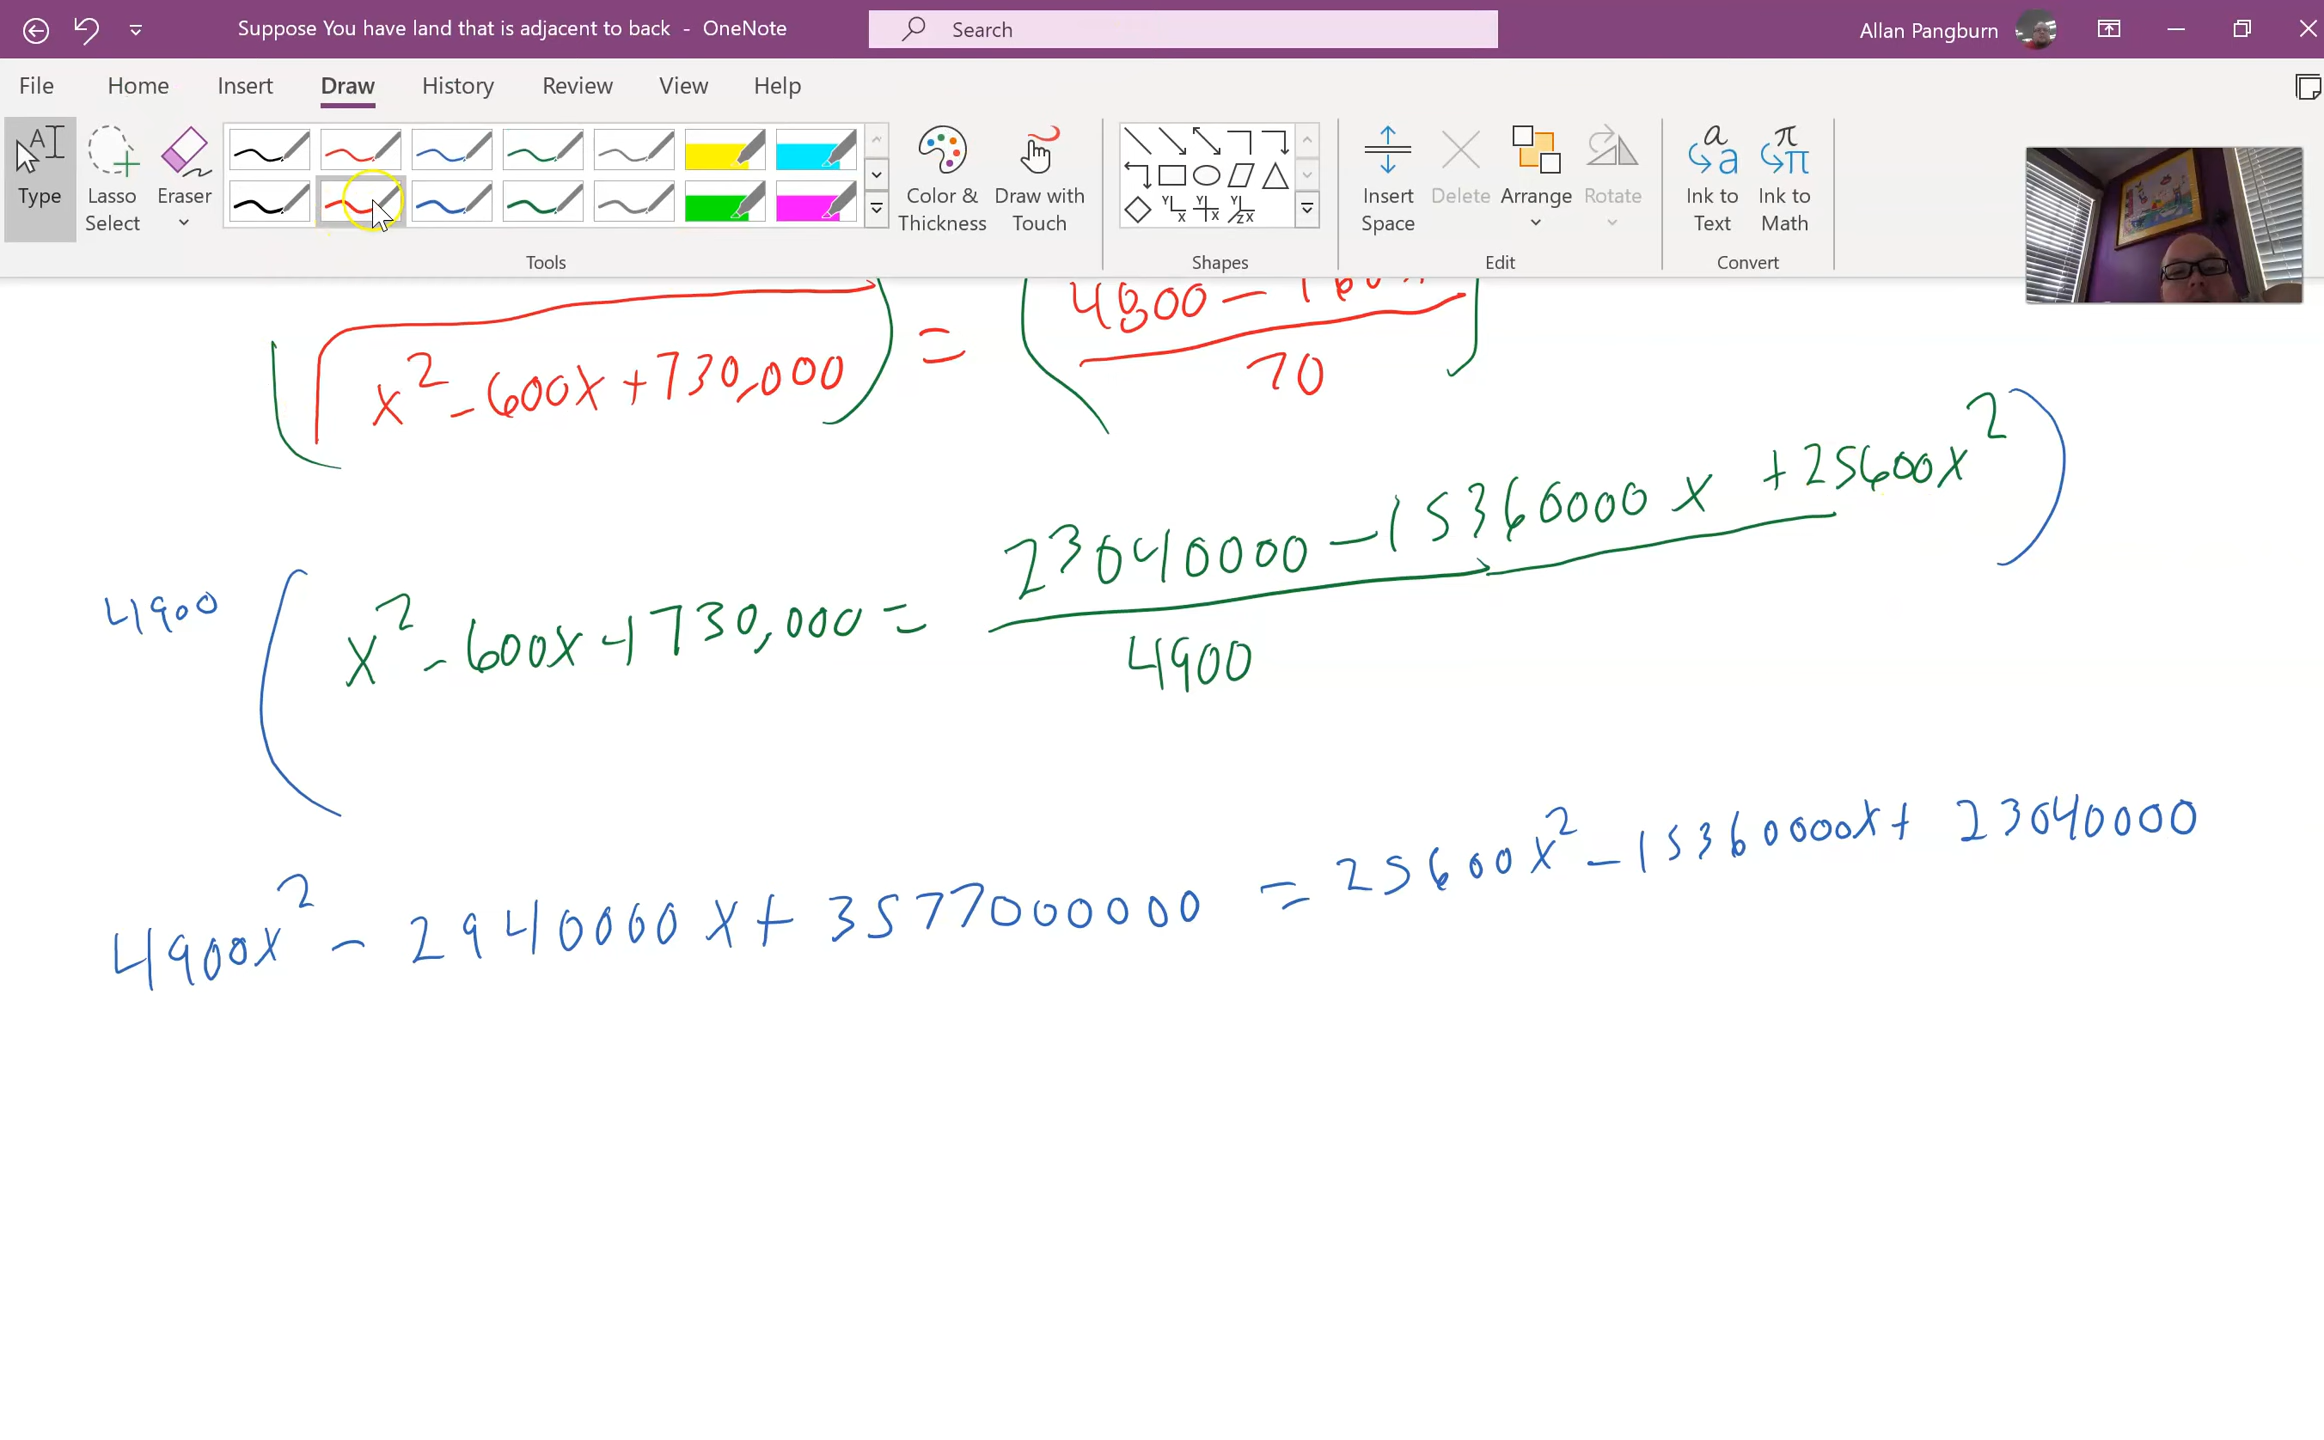 Suppose You have land that is adjacent to back - OneNote
Search
Allan Pangburn
File Home Insert Draw History Review View Help
Type
Lasso Select
Eraser
Color & Thickness
Draw with Touch
Insert Space
Delete
Arrange
Rotate
a a
Ink to Text
π π
Ink to Math
Tools
Shapes
Edit
Convert
(√x² - 600x + 730,000) = (4800 - 160x / 70)
4900 (x² - 600x + 730,000 = 23040000 - 15360000x + 25600x² / 4900)
4900x² - 2940000x + 3577000000 = 25600x² - 15360000x + 23040000